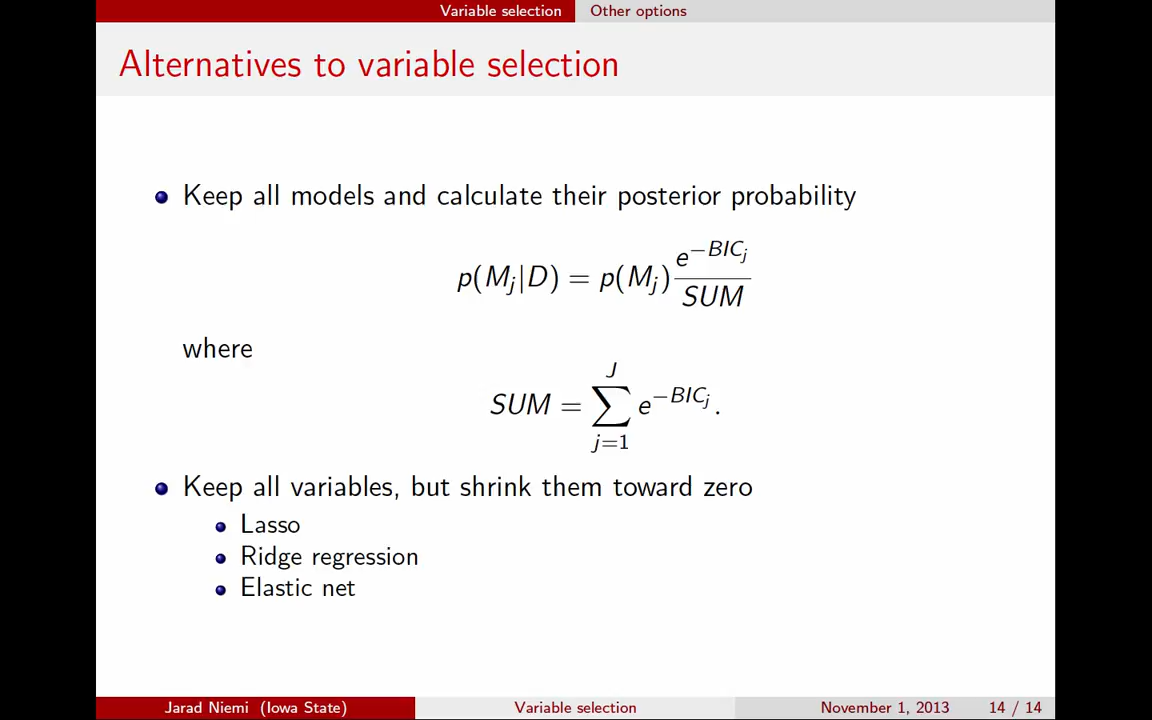 Variable selection Other options
Alternatives to variable selection
Keep all models and calculate their posterior probability
p(M_j|D) = p(M_j) e^{-BIC_j} / SUM
where
SUM = \sum_{j=1}^{J} e^{-BIC_j}.
Keep all variables, but shrink them toward zero
Lasso
Ridge regression
Elastic net
Jarad Niemi (Iowa State) Variable selection November 1, 2013 14 / 14